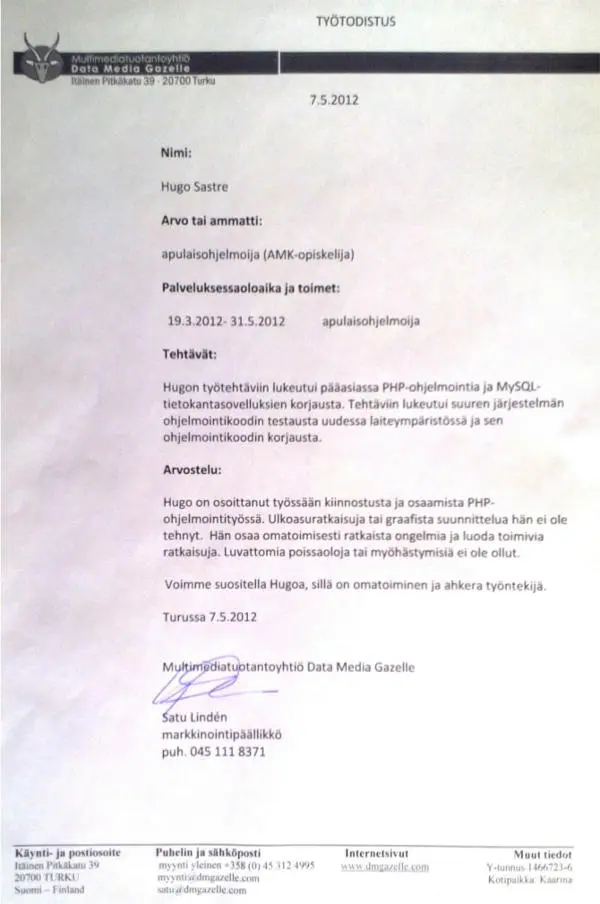 TYÖTODISTUS
Multimediatuotantoyhtiö
Data Media Gazelle
Itäinen Pitkäkatu 39 - 20700 Turku
7.5.2012
Nimi:
Hugo Sastre
Arvo tai ammatti:
apulaisohjelmoija (AMK-opiskelija)
Palveluksessaoloaika ja toimet:
19.3.2012- 31.5.2012 apulaisohjelmoija
Tehtävät:
Hugon työtehtäviin lukeutui pääasiassa PHP-ohjelmointia ja MySQL-
tietokantasovelluksien korjausta. Tehtäviin lukeutui suuren järjestelmän
ohjelmointikoodin testausta uudessa laiteympäristössä ja sen
ohjelmointikoodin korjausta.
Arvostelu:
Hugo on osoittanut työssään kiinnostusta ja osaamista PHP-
ohjelmointityössä. Ulkoasuratkaisuja tai graafista suunnittelua hän ei ole
tehnyt. Hän osaa omatoimisesti ratkaista ongelmia ja luoda toimivia
ratkaisuja. Luvattomia poissaoloja tai myöhästymisiä ei ole ollut.
Voimme suositella Hugoa, sillä on omatoiminen ja ahkera työntekijä.
Turussa 7.5.2012
Multimediatuotantoyhtiö Data Media Gazelle
Satu Lindén
markkinointipäällikkö
puh. 045 111 8371
Käynti- ja postiosoite Puhelin ja sähköposti Internetsivut Muut tiedot
Itäinen Pitkäkatu 39 myynti yleinen +358 (0) 45 312 4995 www.dmgazelle.com Y-tunnus 1466723-6
20700 TURKU myynti@dmgazelle.com Kotipaikka: Kaarina
Suomi – Finland satu@dmgazelle.com